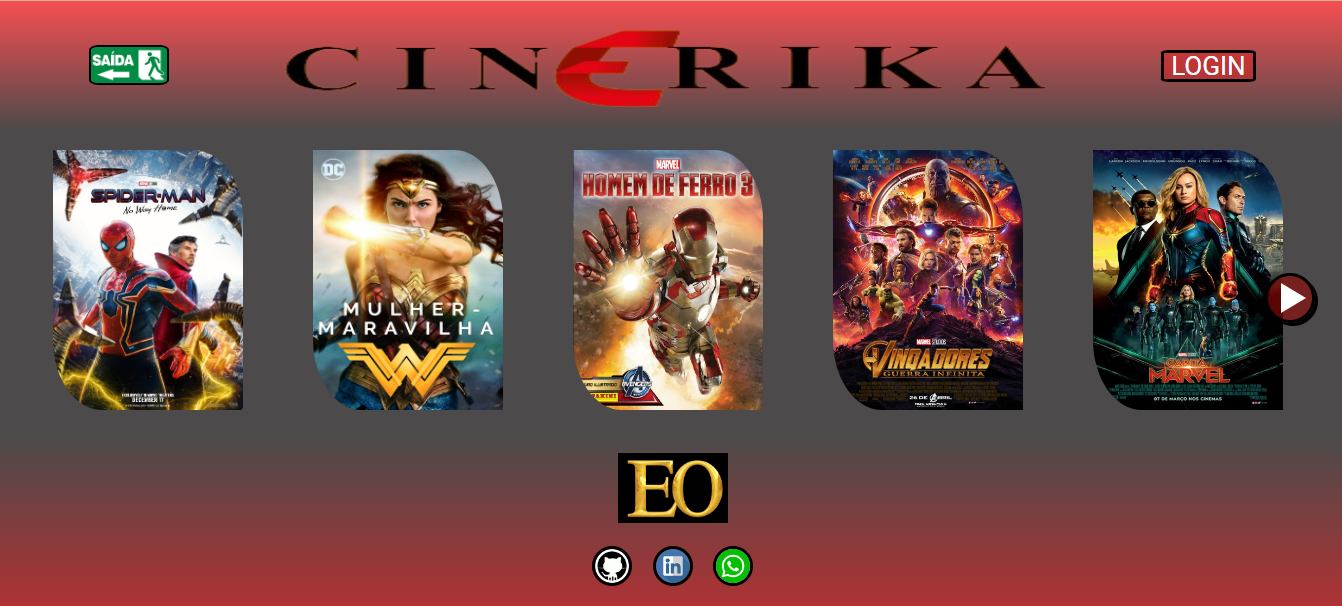 SAÍDA
CINERIKA
LOGIN
SPIDER-MAN
No Way Home
DECEMBER 17
DC
MULHER-
MARAVILHA
MARVEL
HOMEM DE FERRO 3
AVENGERS
PANINI
MARVEL STUDIOS
VINGADORES
GUERRA INFINITA
26 DE ABRIL
CAPITÃ
MARVEL
07 DE MARÇO NOS CINEMAS
EO
in